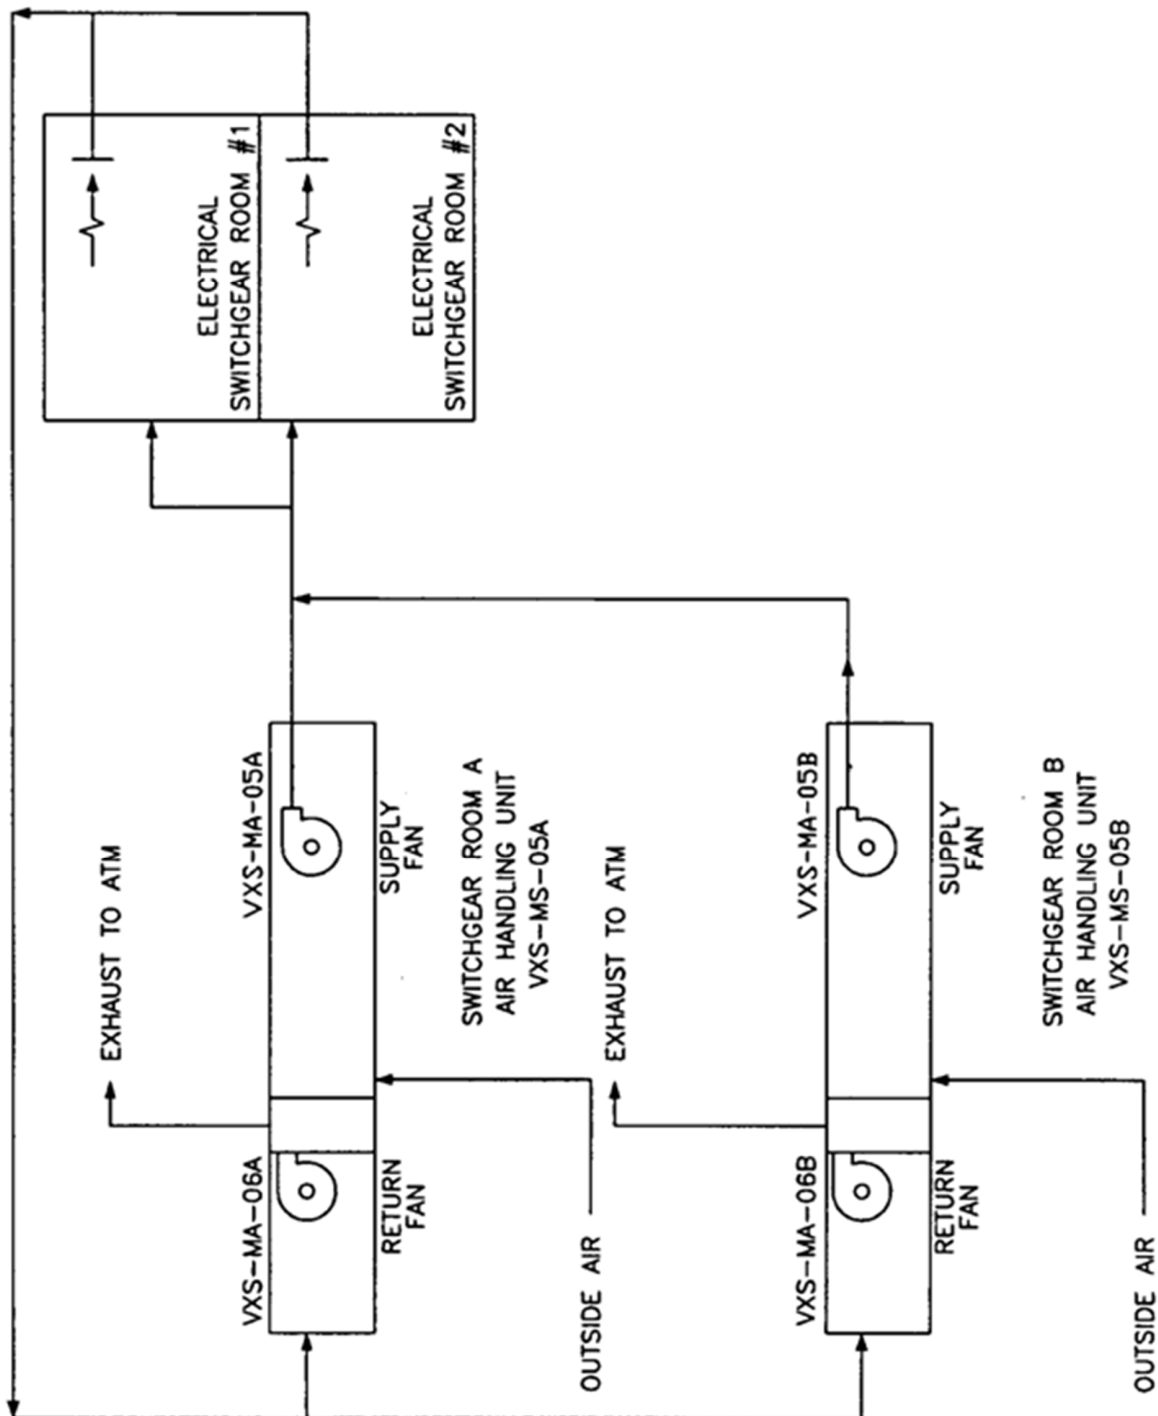 ELECTRICAL
SWITCHGEAR ROOM #1
ELECTRICAL
SWITCHGEAR ROOM #2
EXHAUST TO ATM
VXS-MA-06A
VXS-MA-05A
RETURN
FAN
SUPPLY
FAN
SWITCHGEAR ROOM A
AIR HANDLING UNIT
VXS-MS-05A
OUTSIDE AIR
EXHAUST TO ATM
VXS-MA-06B
VXS-MA-05B
RETURN
FAN
SUPPLY
FAN
SWITCHGEAR ROOM B
AIR HANDLING UNIT
VXS-MS-05B
OUTSIDE AIR